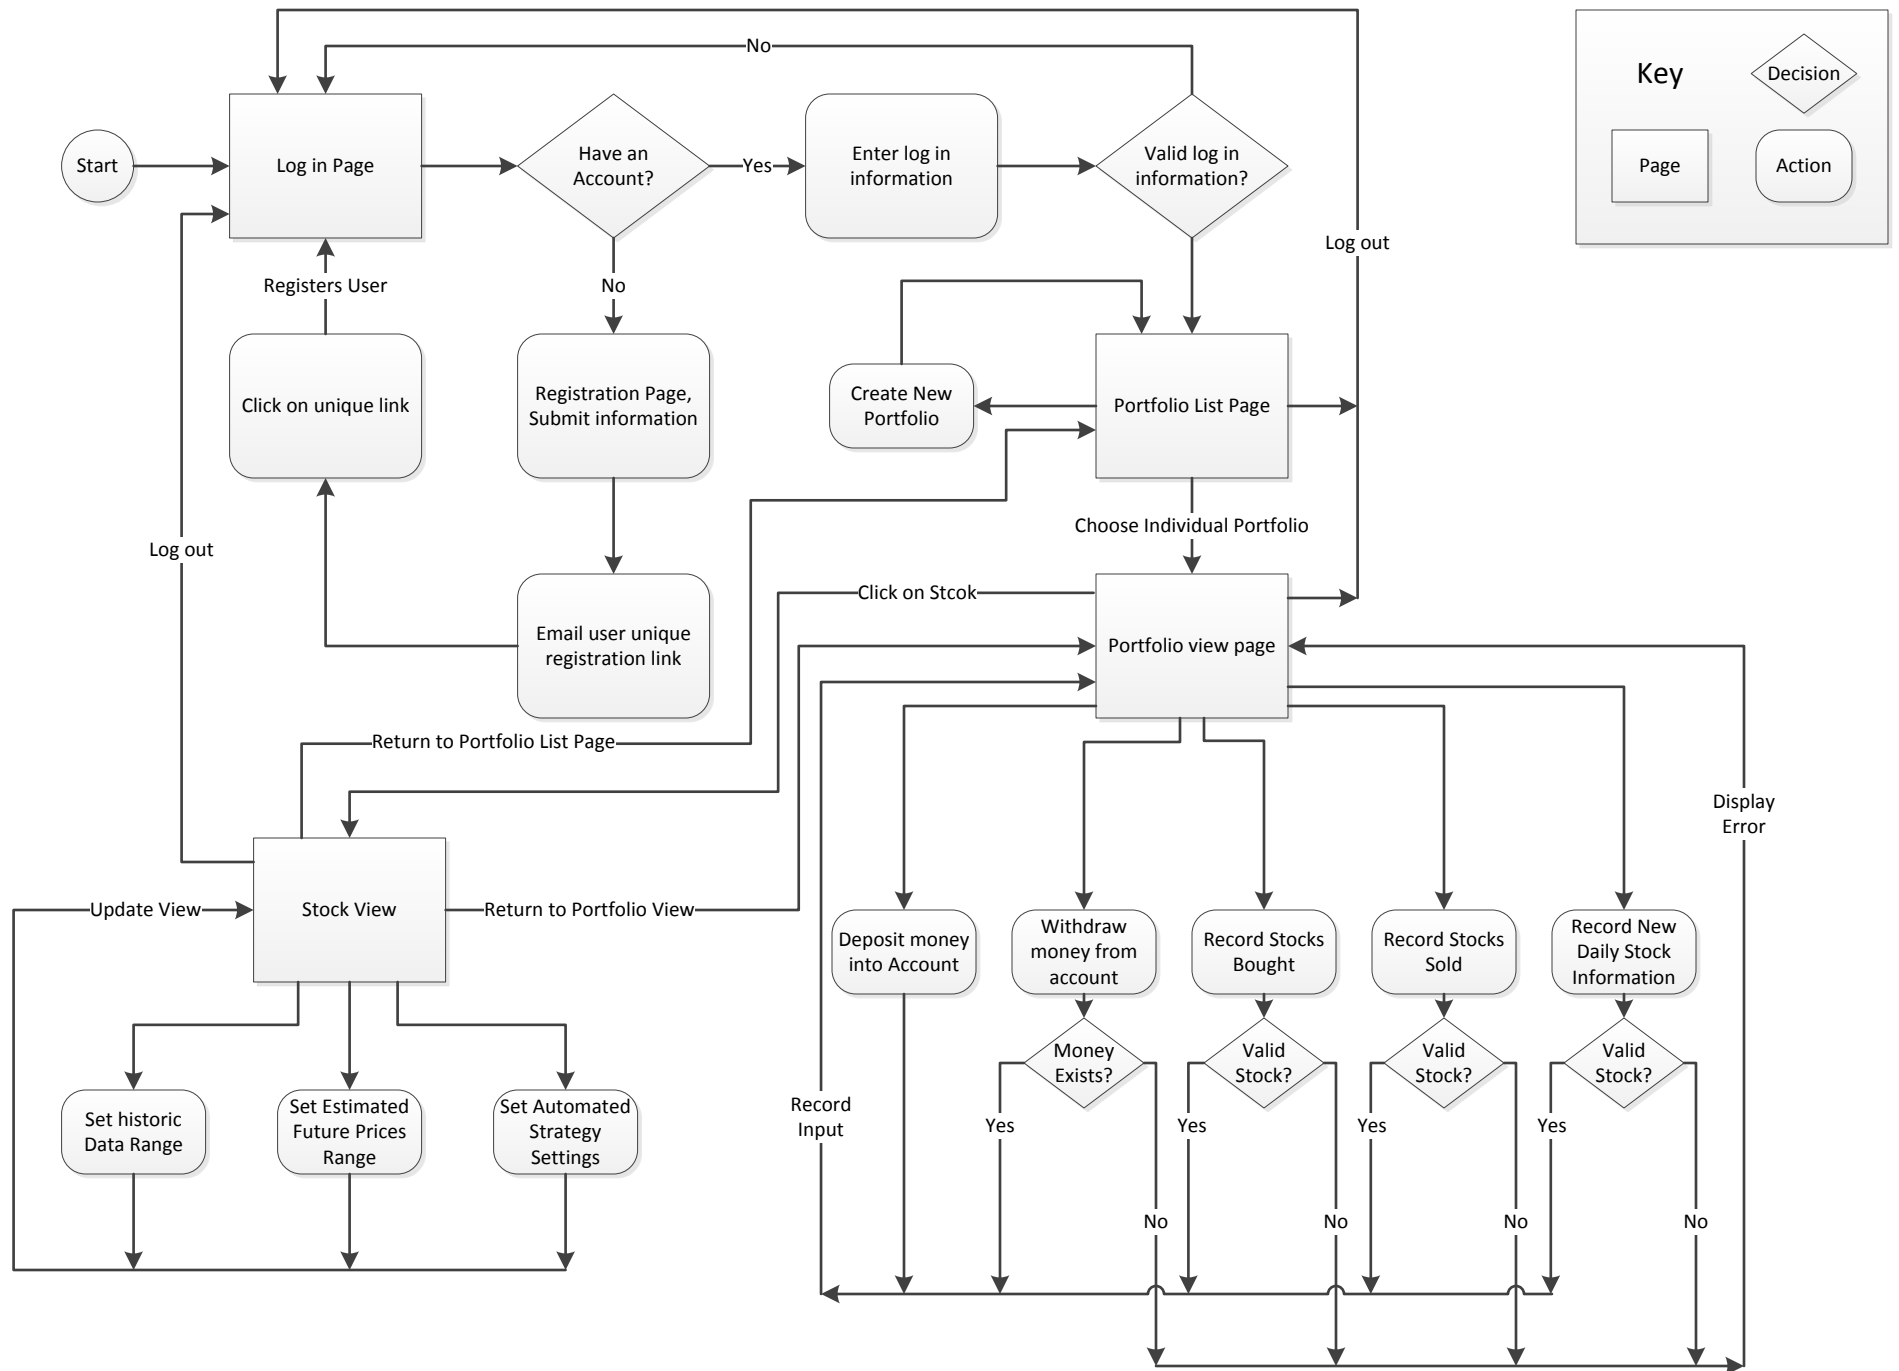 No
Key
Decision
Start
Log in Page
Have an
Account?
Yes
Enter log in
information
Valid log in
information?
Page
Action
Log out
Registers User
No
Click on unique link
Registration Page,
Submit information
Create New
Portfolio
Portfolio List Page
Choose Individual Portfolio
Log out
Click on Stcok
Email user unique
registration link
Portfolio view page
Return to Portfolio List Page
Display
Error
Update View
Stock View
Return to Portfolio View
Deposit money
into Account
Withdraw
money from
account
Record Stocks
Bought
Record Stocks
Sold
Record New
Daily Stock
Information
Money
Exists?
Valid
Stock?
Valid
Stock?
Valid
Stock?
Set historic
Data Range
Set Estimated
Future Prices
Range
Set Automated
Strategy
Settings
Record
Input
Yes
Yes
Yes
Yes
No
No
No
No